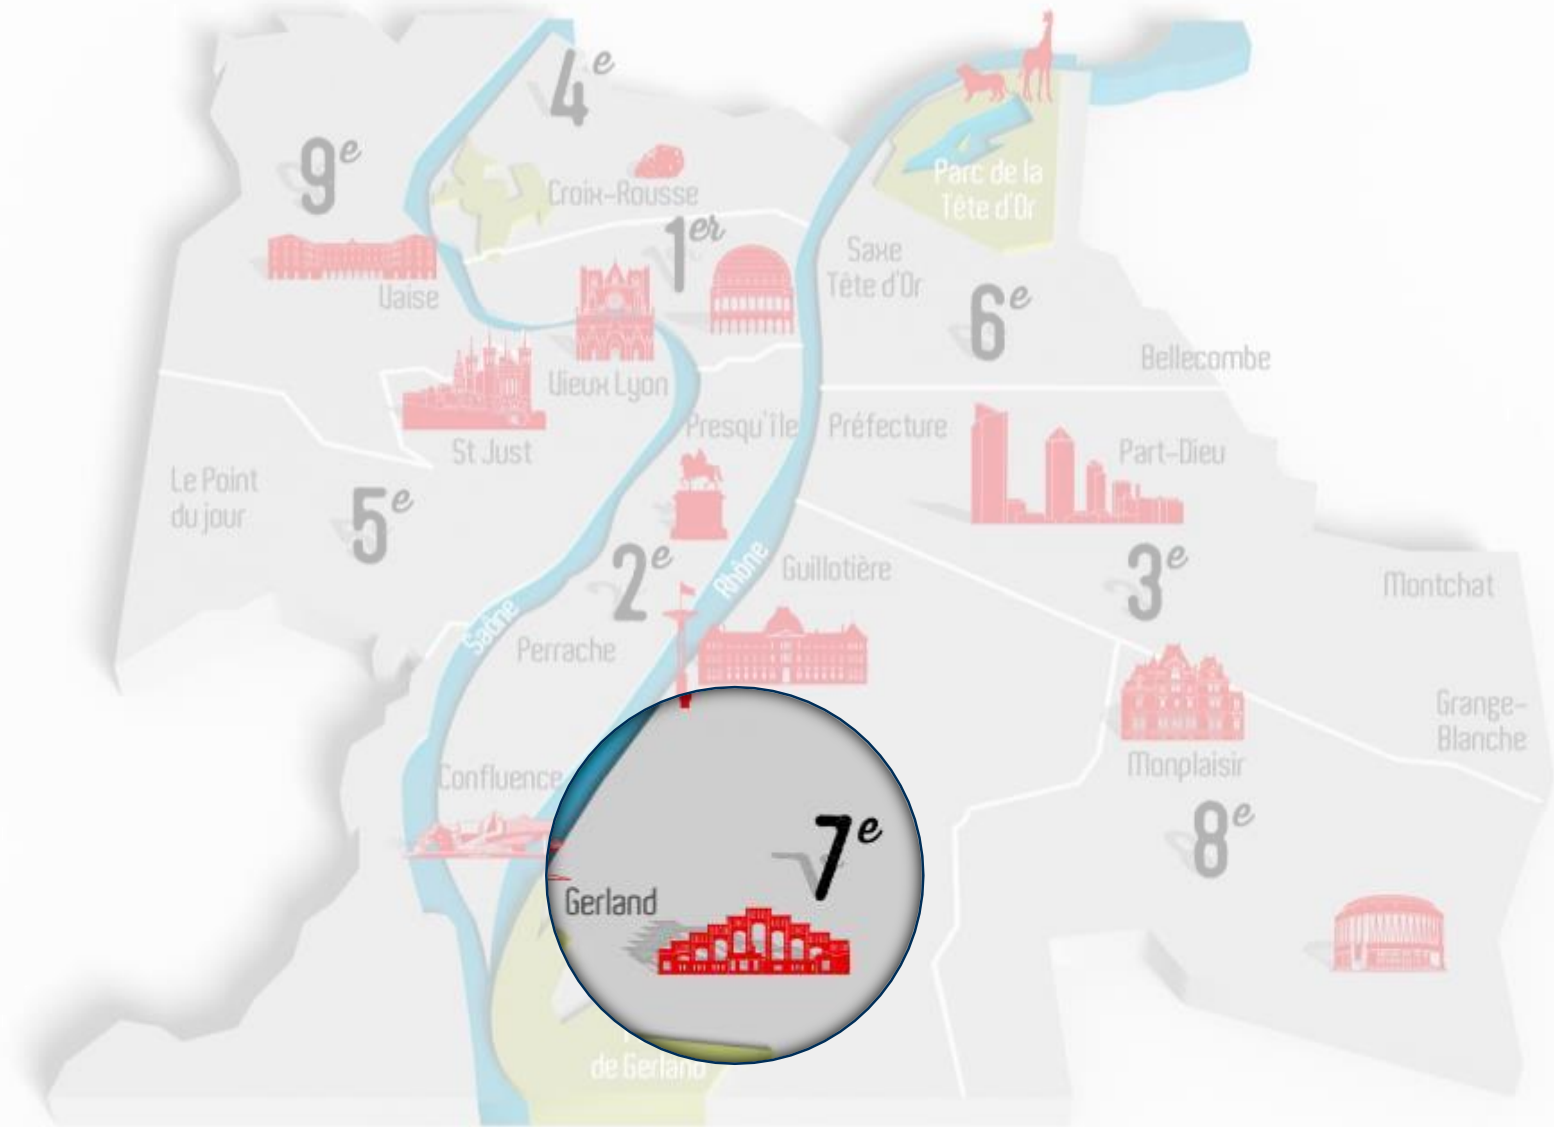 4e
9e
Croix-Rousse
Parc de la
Tête d'Or
1er
Saxe
Tête d'Or
Vaise
6e
Bellecombe
Vieux Lyon
Presqu'île
Préfecture
Part-Dieu
St Just
Le Point
du jour
5e
2e
Rhône
Guillotière
3e
Montchat
Saône
Perrache
Grange-
Blanche
Monplaisir
Confluence
7e
8e
Gerland
de Gerland